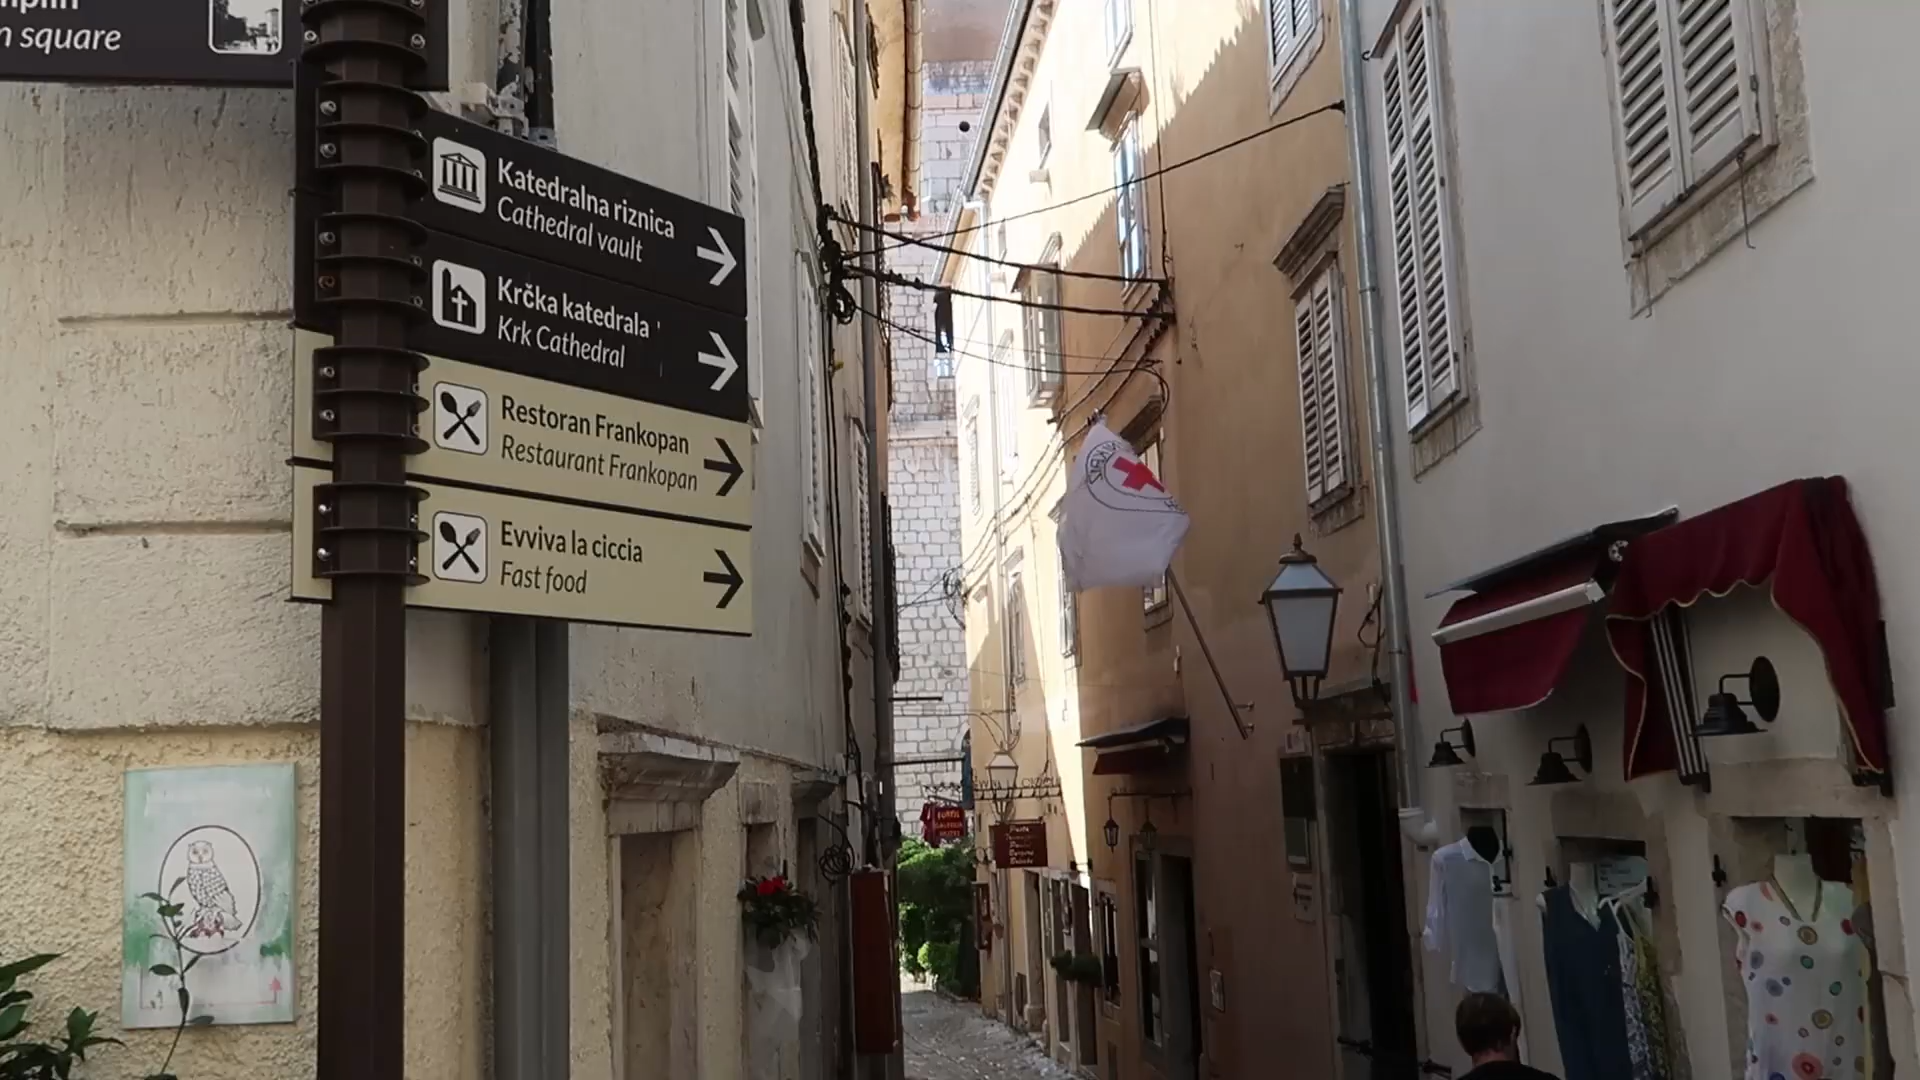 square
Katedralna riznica
Cathedral vault
Krčka katedrala
Krk Cathedral
Restoran Frankopan
Restaurant Frankopan
Evviva la ciccia
Fast food